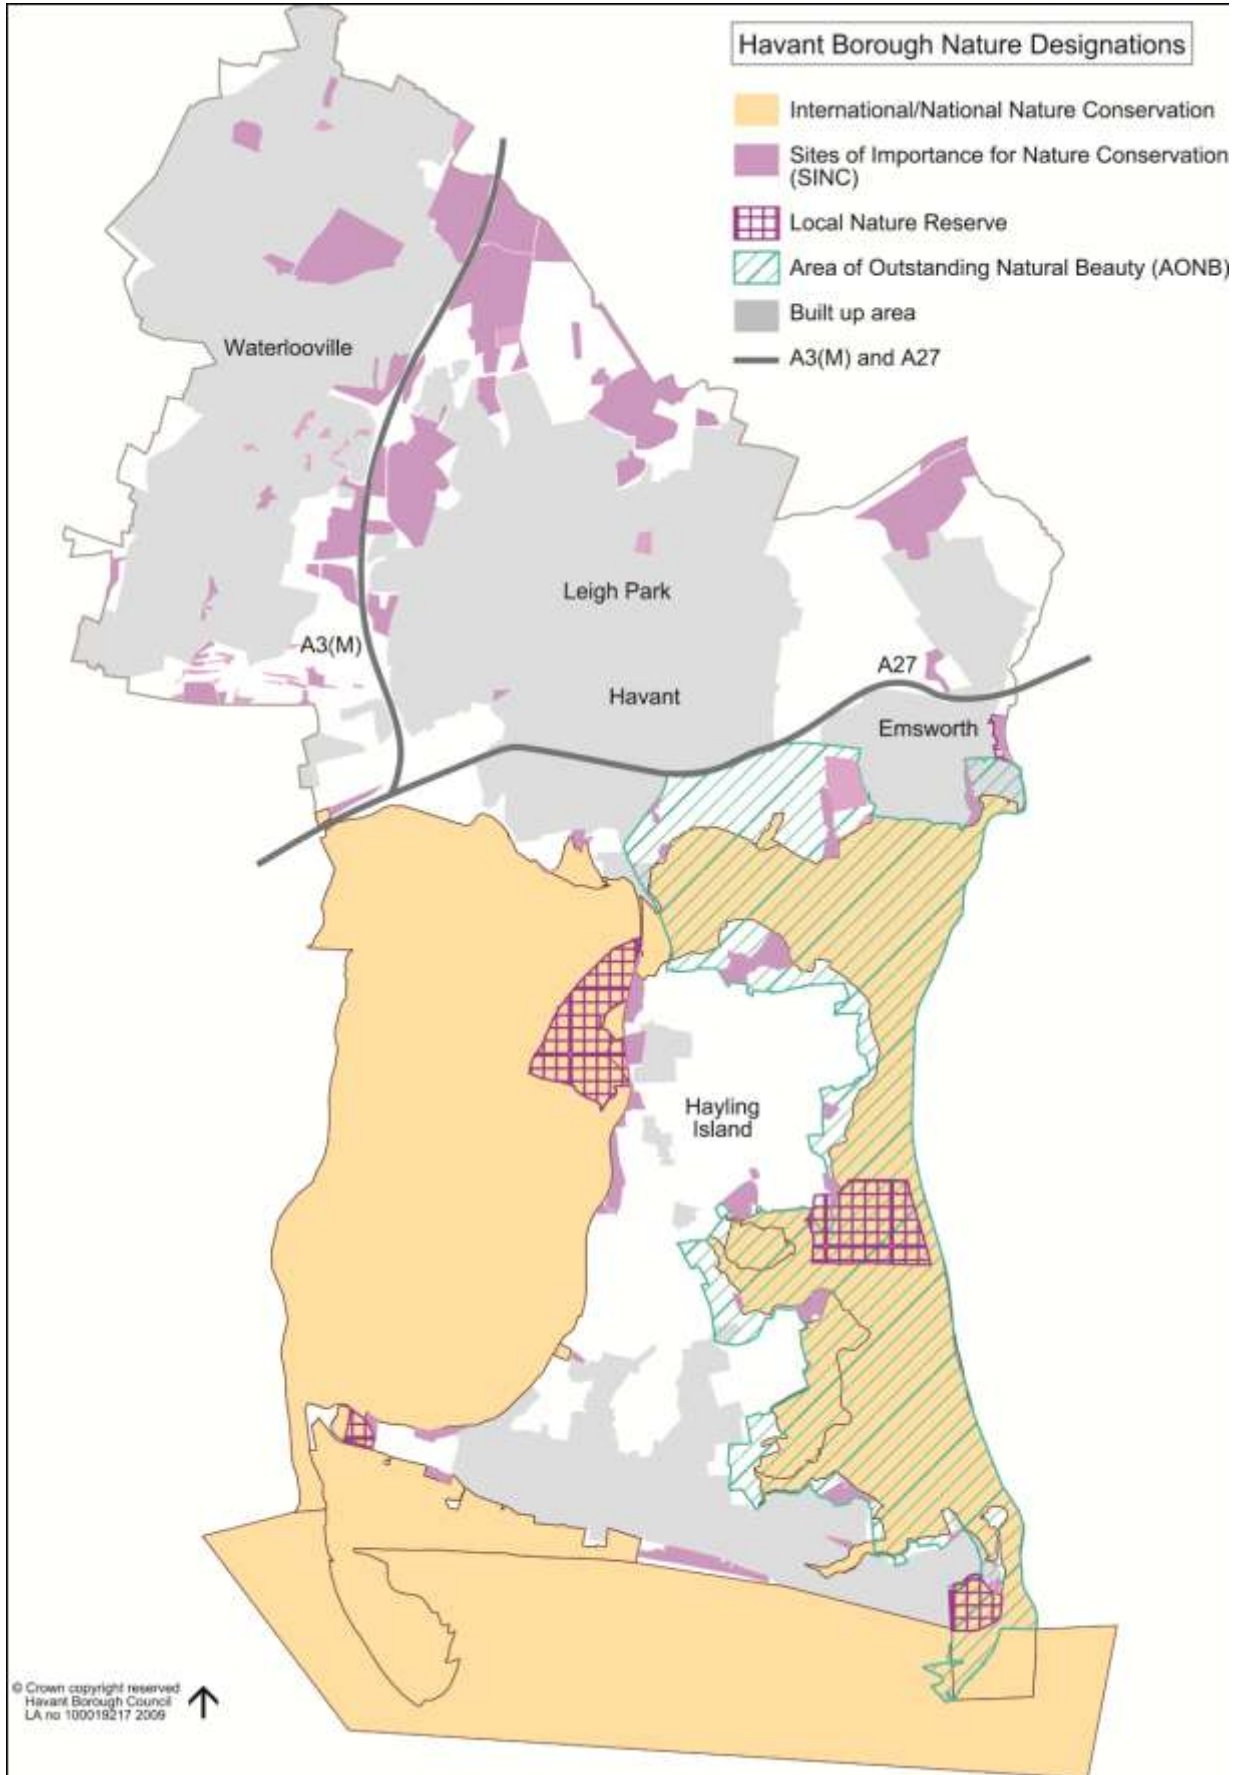 Havant Borough Nature Designations
International/National Nature Conservation
Sites of Importance for Nature Conservation
(SINC)
Local Nature Reserve
Area of Outstanding Natural Beauty (AONB)
Built up area
A3(M) and A27
Waterlooville
Leigh Park
A3(M)
A27
Havant
Emsworth
Hayling
Island
© Crown copyright reserved
Havant Borough Council
LA no 100019217 2009